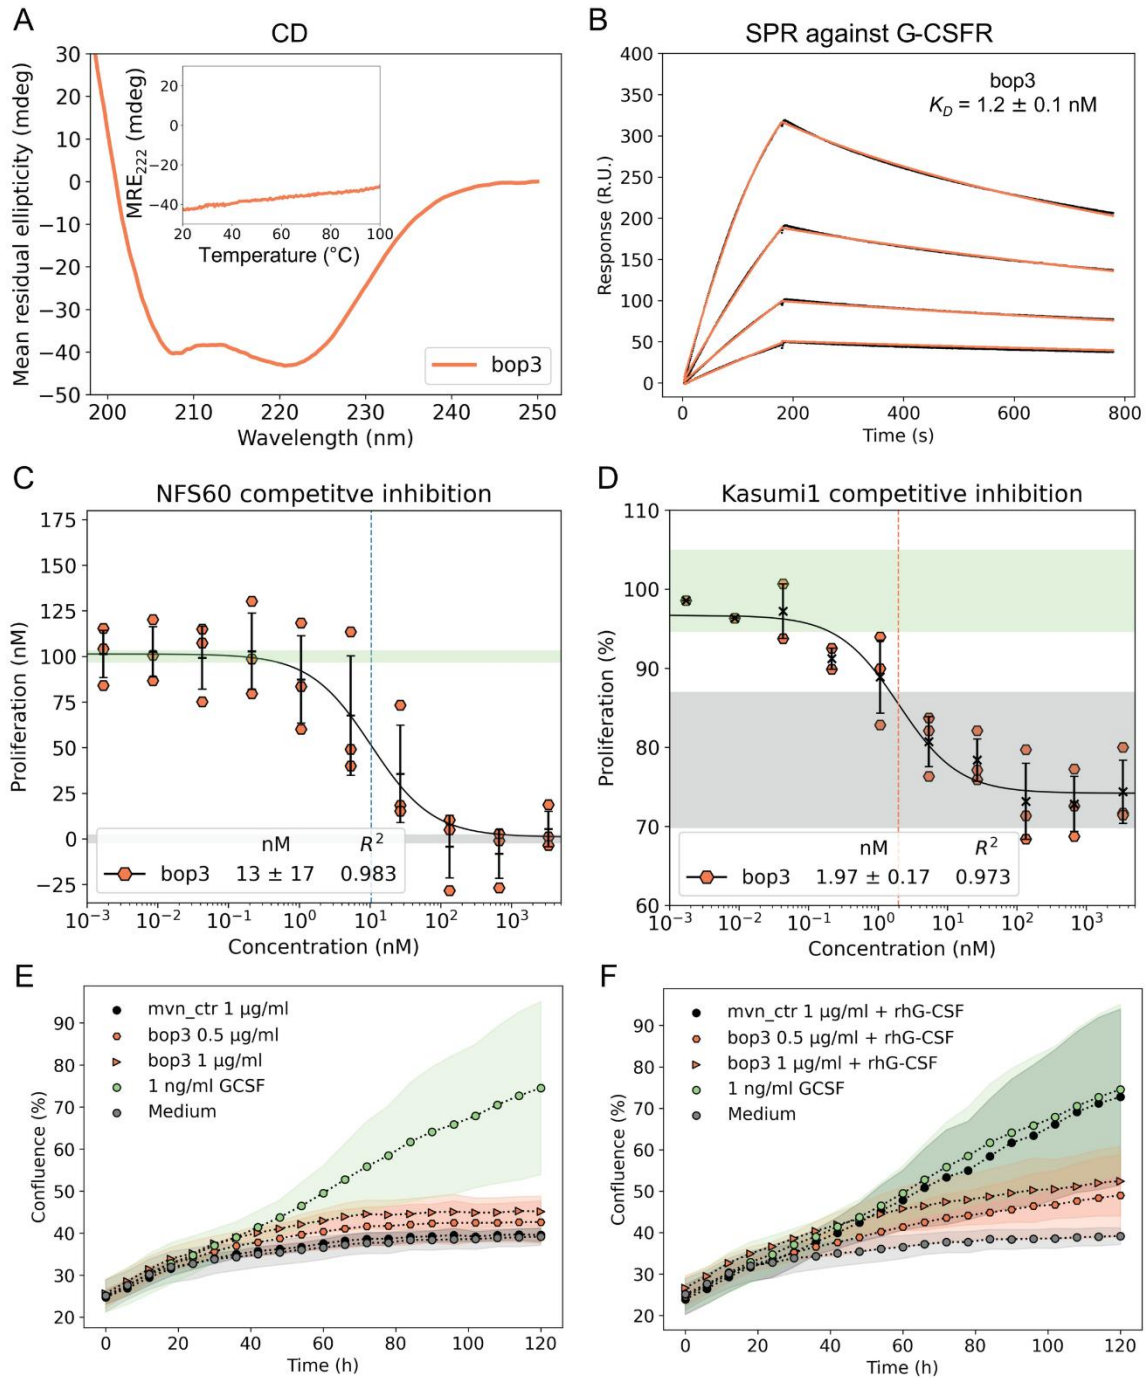 A
CD
Mean residual ellipticity (mdeg)
30
20
10
0
−10
−20
−30
−40
−50
200
210
220
230
240
250
Wavelength (nm)
MRE222 (mdeg)
20
0
−20
−40
20
40
60
80
100
Temperature (°C)
bop3
B
SPR against G-CSFR
bop3
KD = 1.2 ± 0.1 nM
Response (R.U.)
400
350
300
250
200
150
100
50
0
0
200
400
600
800
Time (s)
C
NFS60 competitve inhibition
Proliferation (nM)
175
150
125
100
75
50
25
0
−25
nM R2
bop3 13 ± 17 0.983
10−3 10−2 10−1 100 101 102 103
Concentration (nM)
D
Kasumi1 competitive inhibition
Proliferation (%)
110
100
90
80
70
60
nM R2
bop3 1.97 ± 0.17 0.973
10−3 10−2 10−1 100 101 102 103
Concentration (nM)
E
mvn_ctr 1 µg/ml
bop3 0.5 µg/ml
bop3 1 µg/ml
1 ng/ml GCSF
Medium
Confluence (%)
90
80
70
60
50
40
30
20
0 20 40 60 80 100 120
Time (h)
F
mvn_ctr 1 µg/ml + rhG-CSF
bop3 0.5 µg/ml + rhG-CSF
bop3 1 µg/ml + rhG-CSF
1 ng/ml GCSF
Medium
Confluence (%)
90
80
70
60
50
40
30
20
0 20 40 60 80 100 120
Time (h)